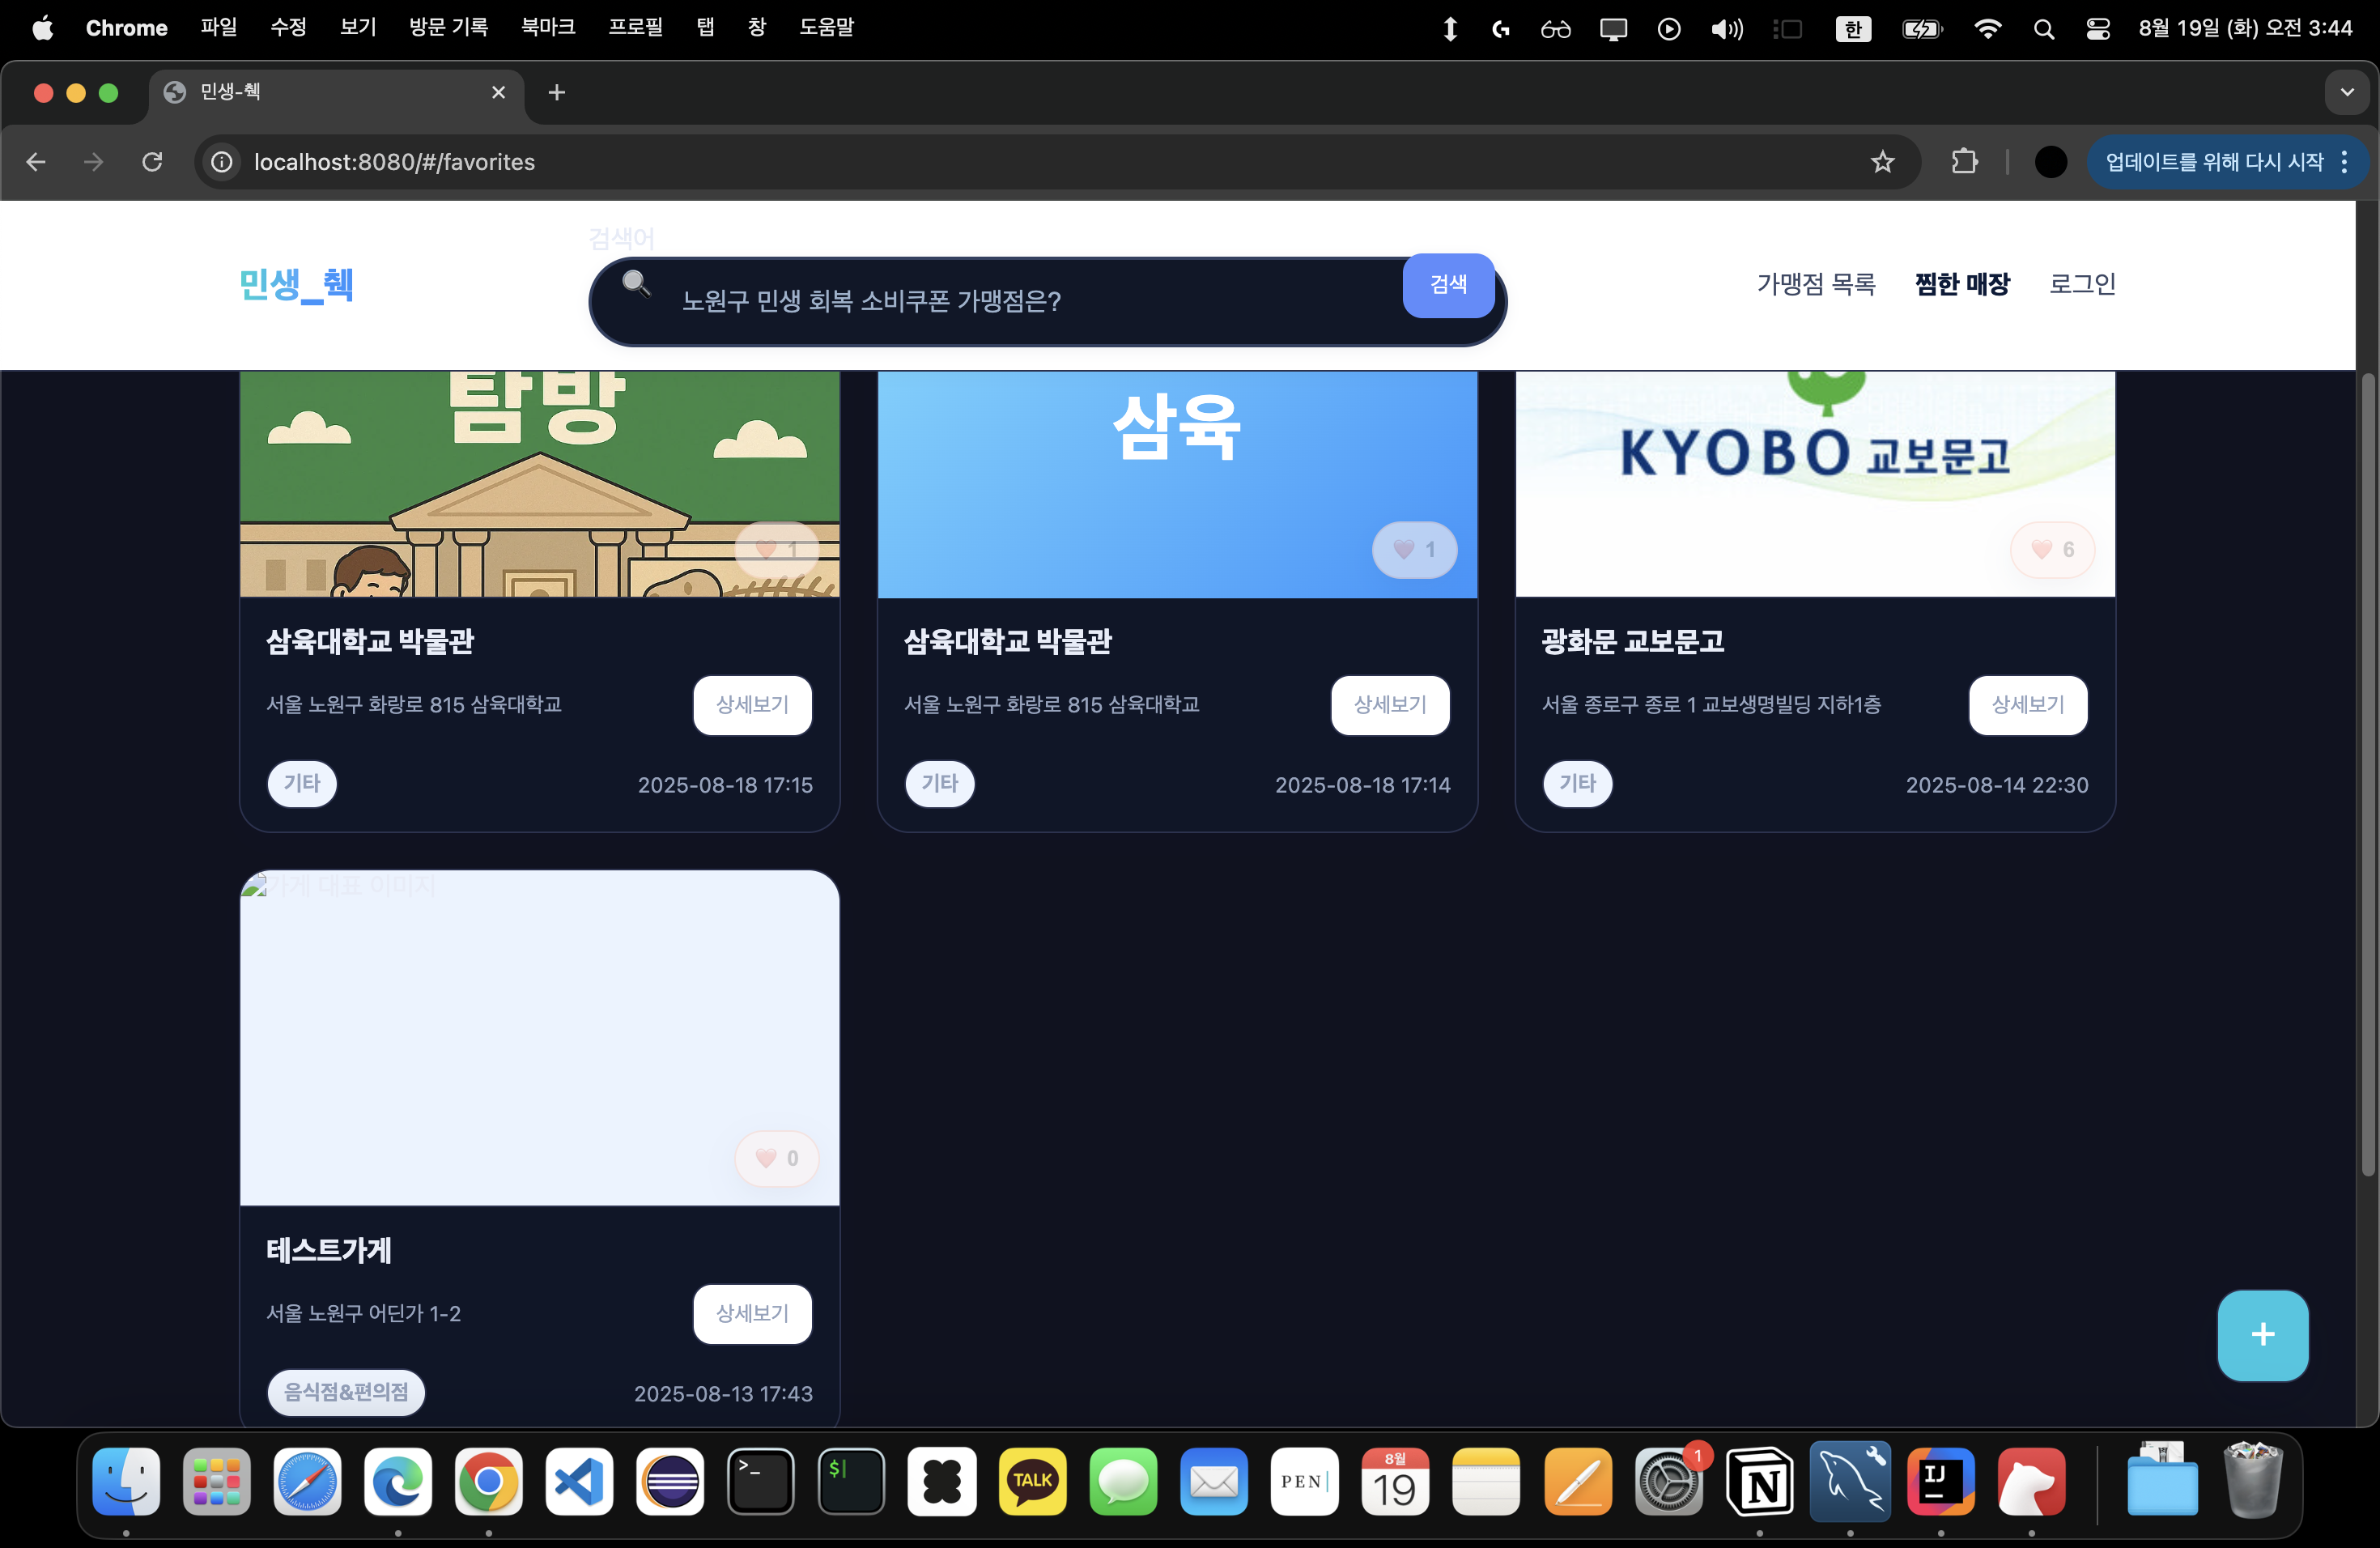 Chrome 파일 수정 보기 방문 기록 북마크 프로필 탭 창 도움말 한 8월 19일 (화) 오전 3:44
민생-췍
localhost:8080/#/favorites 업데이트를 위해 다시 시작
검색어
민생_췍 노원구 민생 회복 소비쿠폰 가맹점은? 검색 가맹점 목록 찜한 매장 로그인
탐방 삼육 KYOBO 교보문고
1 1 6
삼육대학교 박물관 삼육대학교 박물관 광화문 교보문고
서울 노원구 화랑로 815 삼육대학교 상세보기 서울 노원구 화랑로 815 삼육대학교 상세보기 서울 종로구 종로 1 교보생명빌딩 지하1층 상세보기
기타 2025-08-18 17:15 기타 2025-08-18 17:14 기타 2025-08-14 22:30
가게 대표 이미지
0
테스트가게
서울 노원구 어딘가 1-2 상세보기
+
음식점&편의점 2025-08-13 17:43
>_ $ TALK PEN 8월 19 1 N IJ